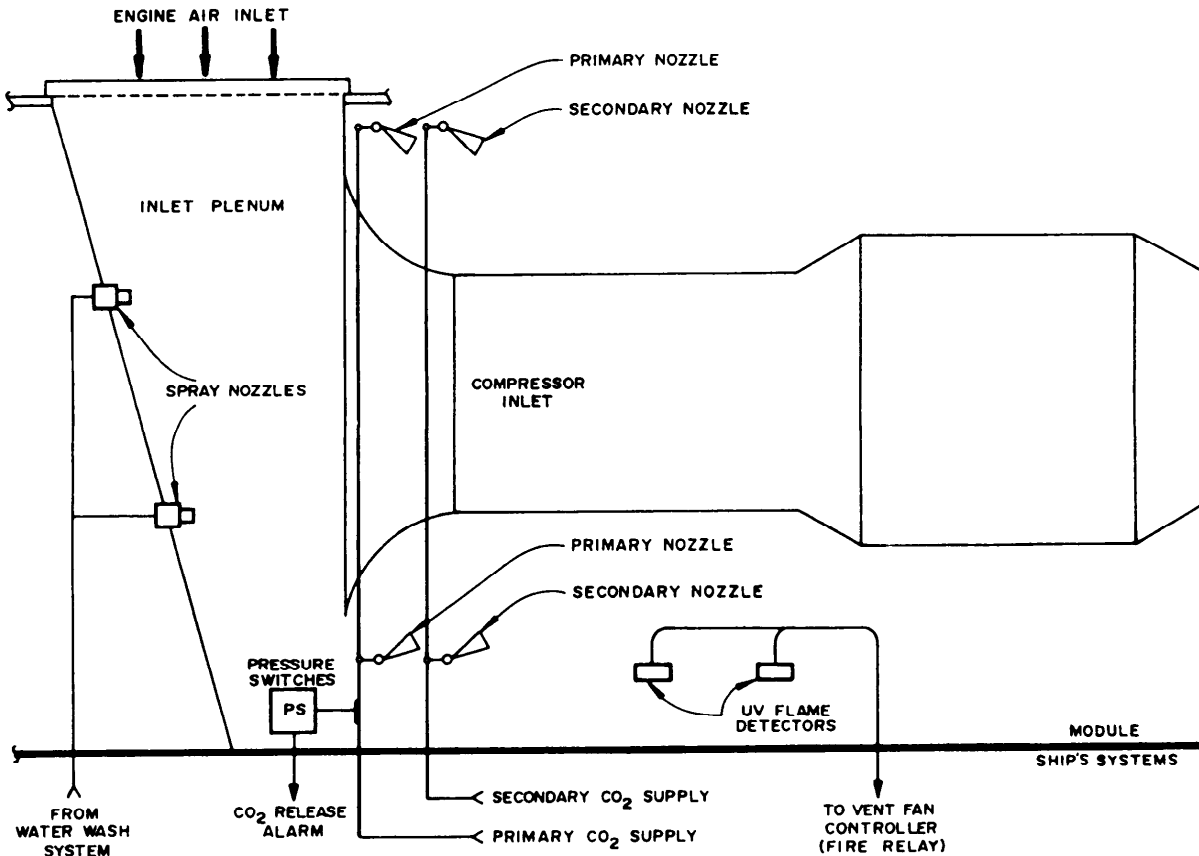 ENGINE AIR INLET
PRIMARY NOZZLE
SECONDARY NOZZLE
INLET PLENUM
SPRAY NOZZLES
COMPRESSOR
INLET
PRIMARY NOZZLE
SECONDARY NOZZLE
PRESSURE
SWITCHES
PS
UV FLAME
DETECTORS
MODULE
SHIP'S SYSTEMS
FROM
WATER WASH
SYSTEM
CO₂ RELEASE
ALARM
SECONDARY CO₂ SUPPLY
PRIMARY CO₂ SUPPLY
TO VENT FAN
CONTROLLER
(FIRE RELAY)